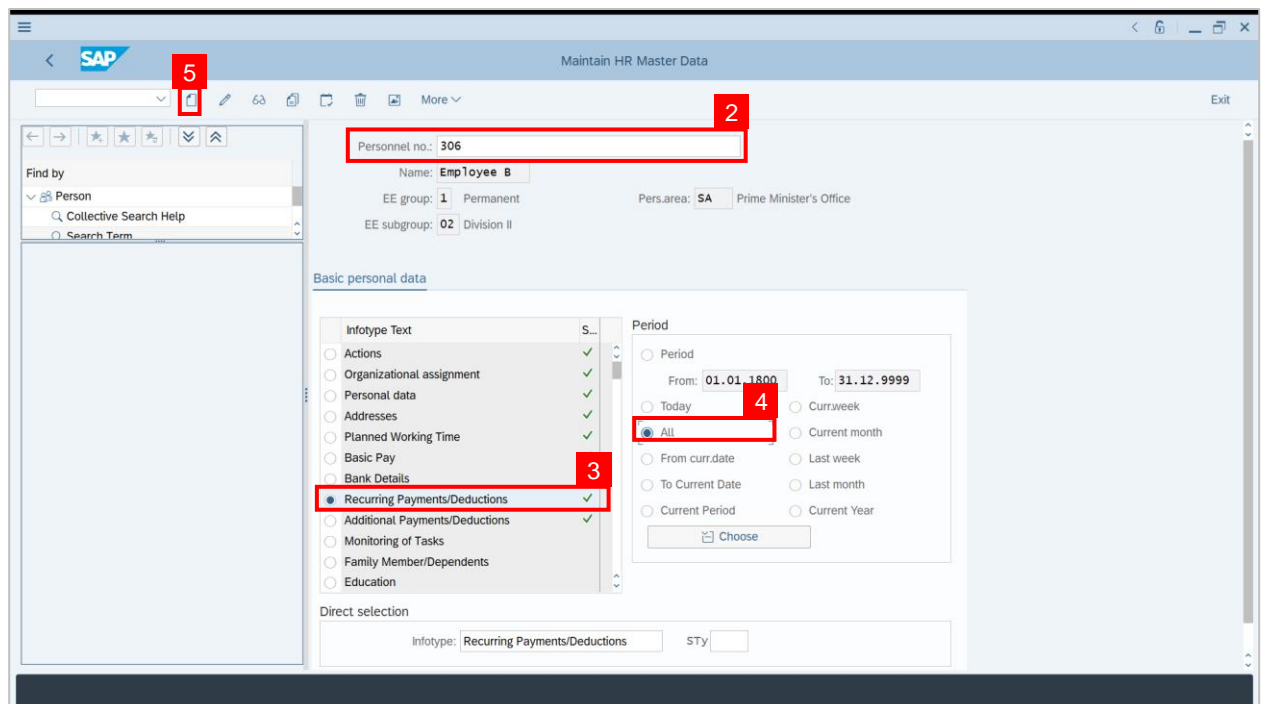 SAP
Maintain HR Master Data
5
More
Exit
2
Personnel no.: 306
Name: Employee B
EE group: 1 Permanent
Pers.area: SA Prime Minister's Office
EE subgroup: 02 Division II
Find by
Person
Collective Search Help
Search Term
Basic personal data
Infotype Text S...
Actions
Organizational assignment
Personal data
Addresses
Planned Working Time
Basic Pay
Bank Details
3
Recurring Payments/Deductions
Additional Payments/Deductions
Monitoring of Tasks
Family Member/Dependents
Education
Period
Period
From: 01.01.1800 To: 31.12.9999
4
Today Curr.week
All Current month
From curr.date Last week
To Current Date Last month
Current Period Current Year
Choose
Direct selection
Infotype: Recurring Payments/Deductions STy